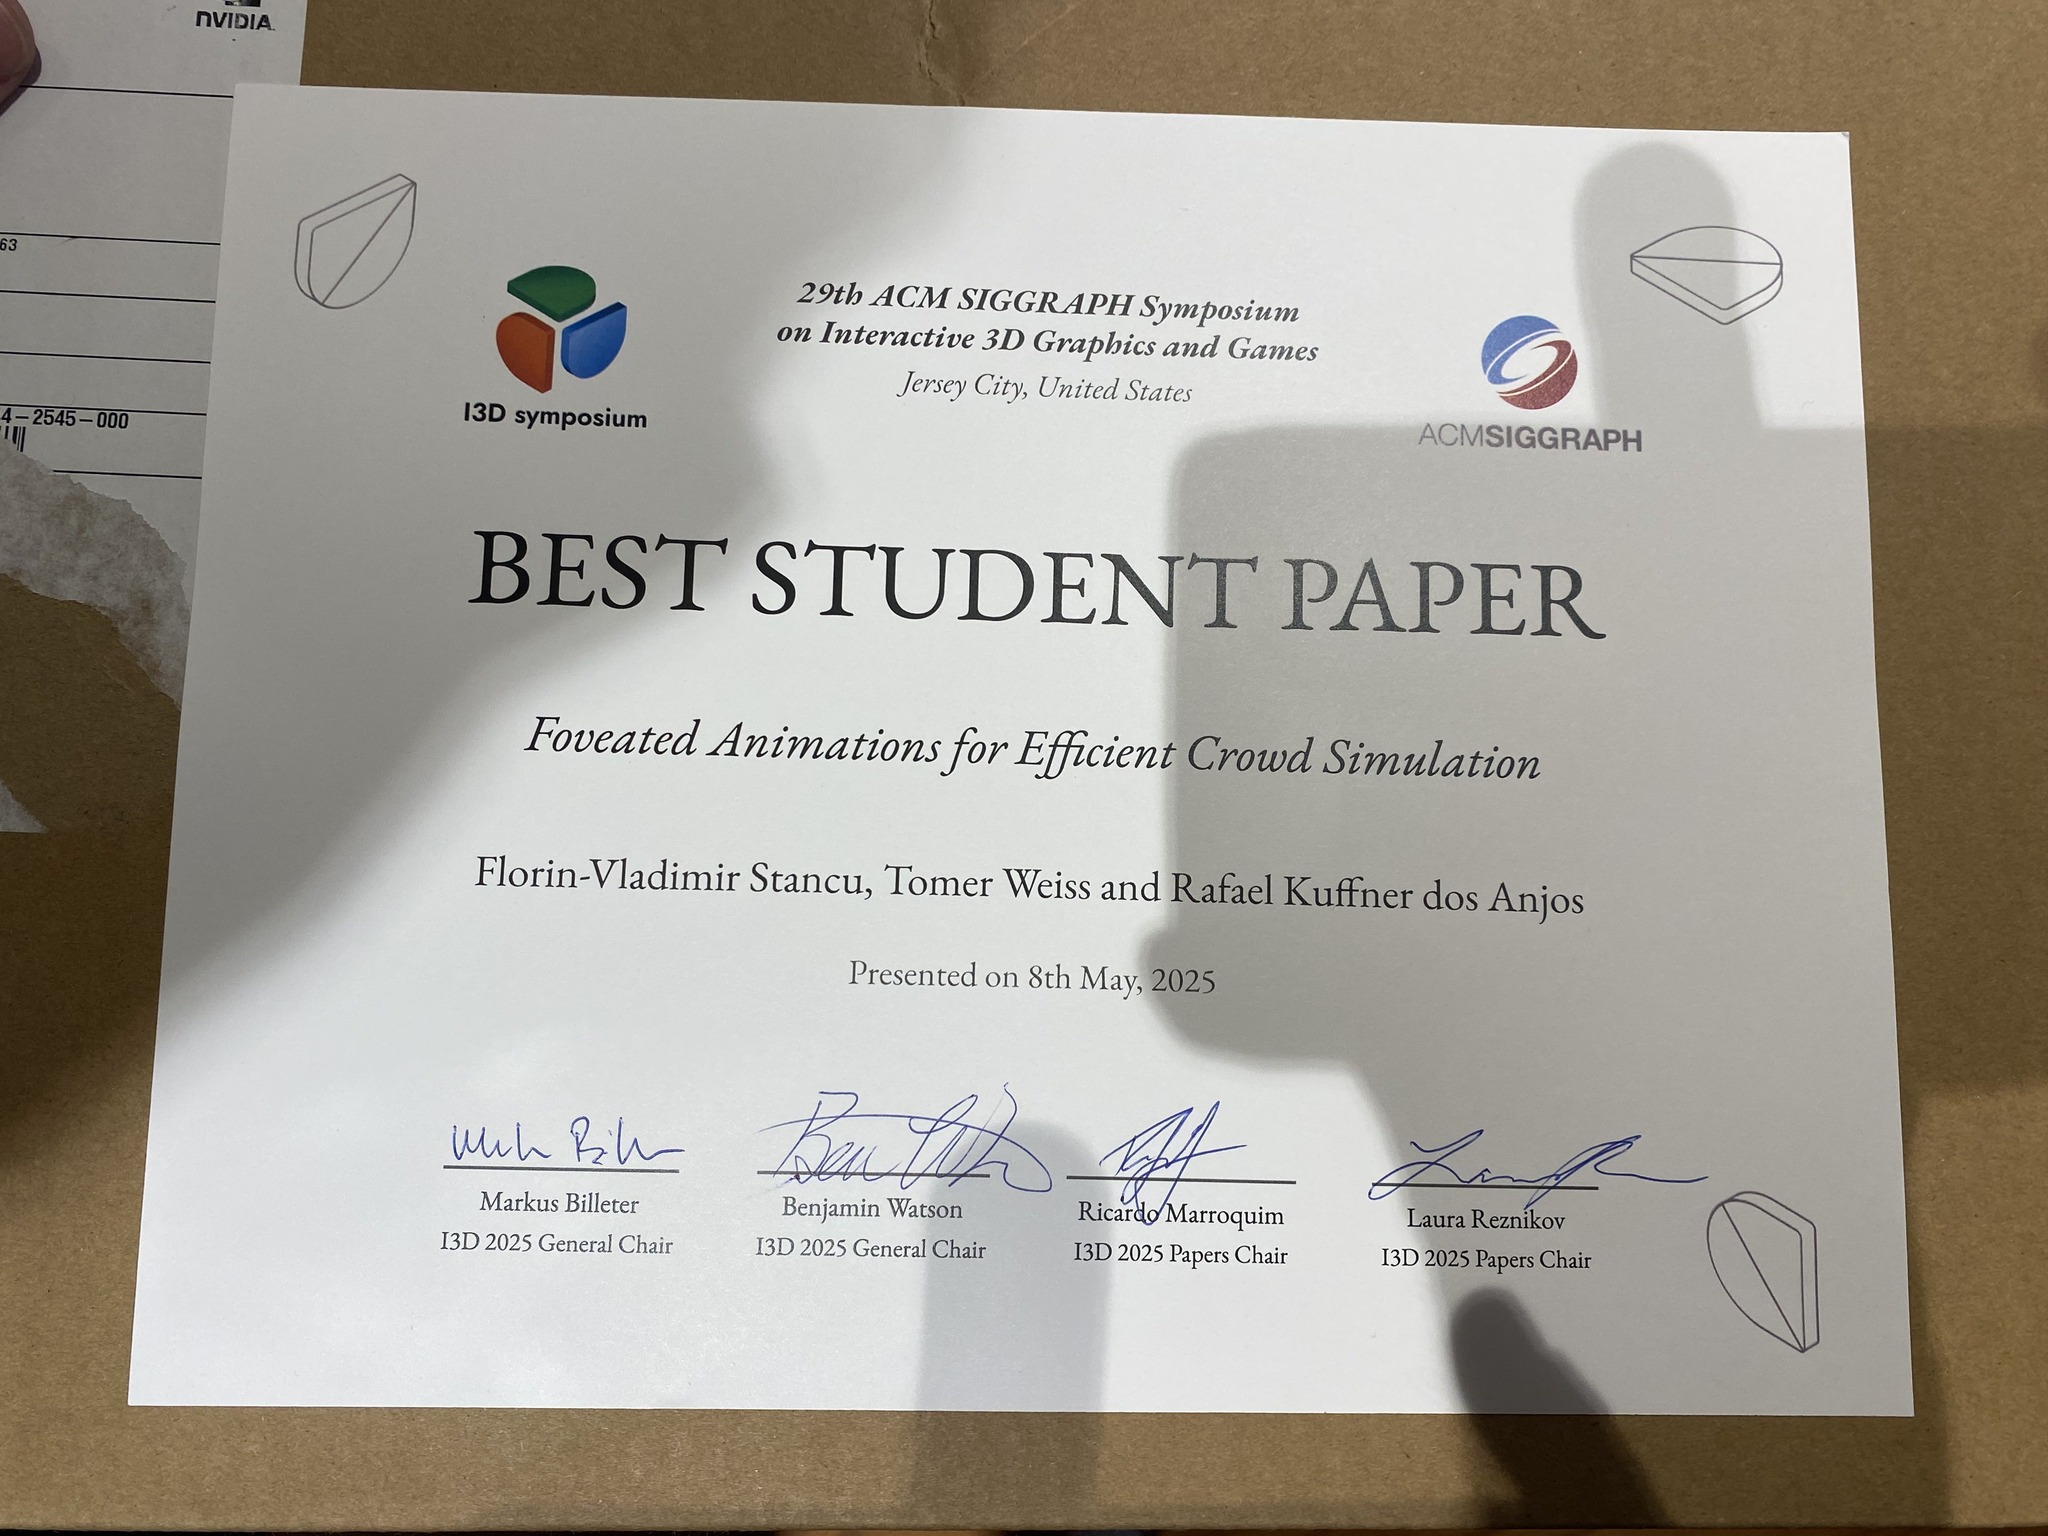 nVIDIA.
63
4-2545-000
I3D symposium
29th ACM SIGGRAPH Symposium
on Interactive 3D Graphics and Games
Jersey City, United States
ACMSIGGRAPH
BEST STUDENT PAPER
Foveated Animations for Efficient Crowd Simulation
Florin-Vladimir Stancu, Tomer Weiss and Rafael Kuffner dos Anjos
Presented on 8th May, 2025
Markus Billeter
I3D 2025 General Chair
Benjamin Watson
I3D 2025 General Chair
Ricardo Marroquim
I3D 2025 Papers Chair
Laura Reznikov
I3D 2025 Papers Chair